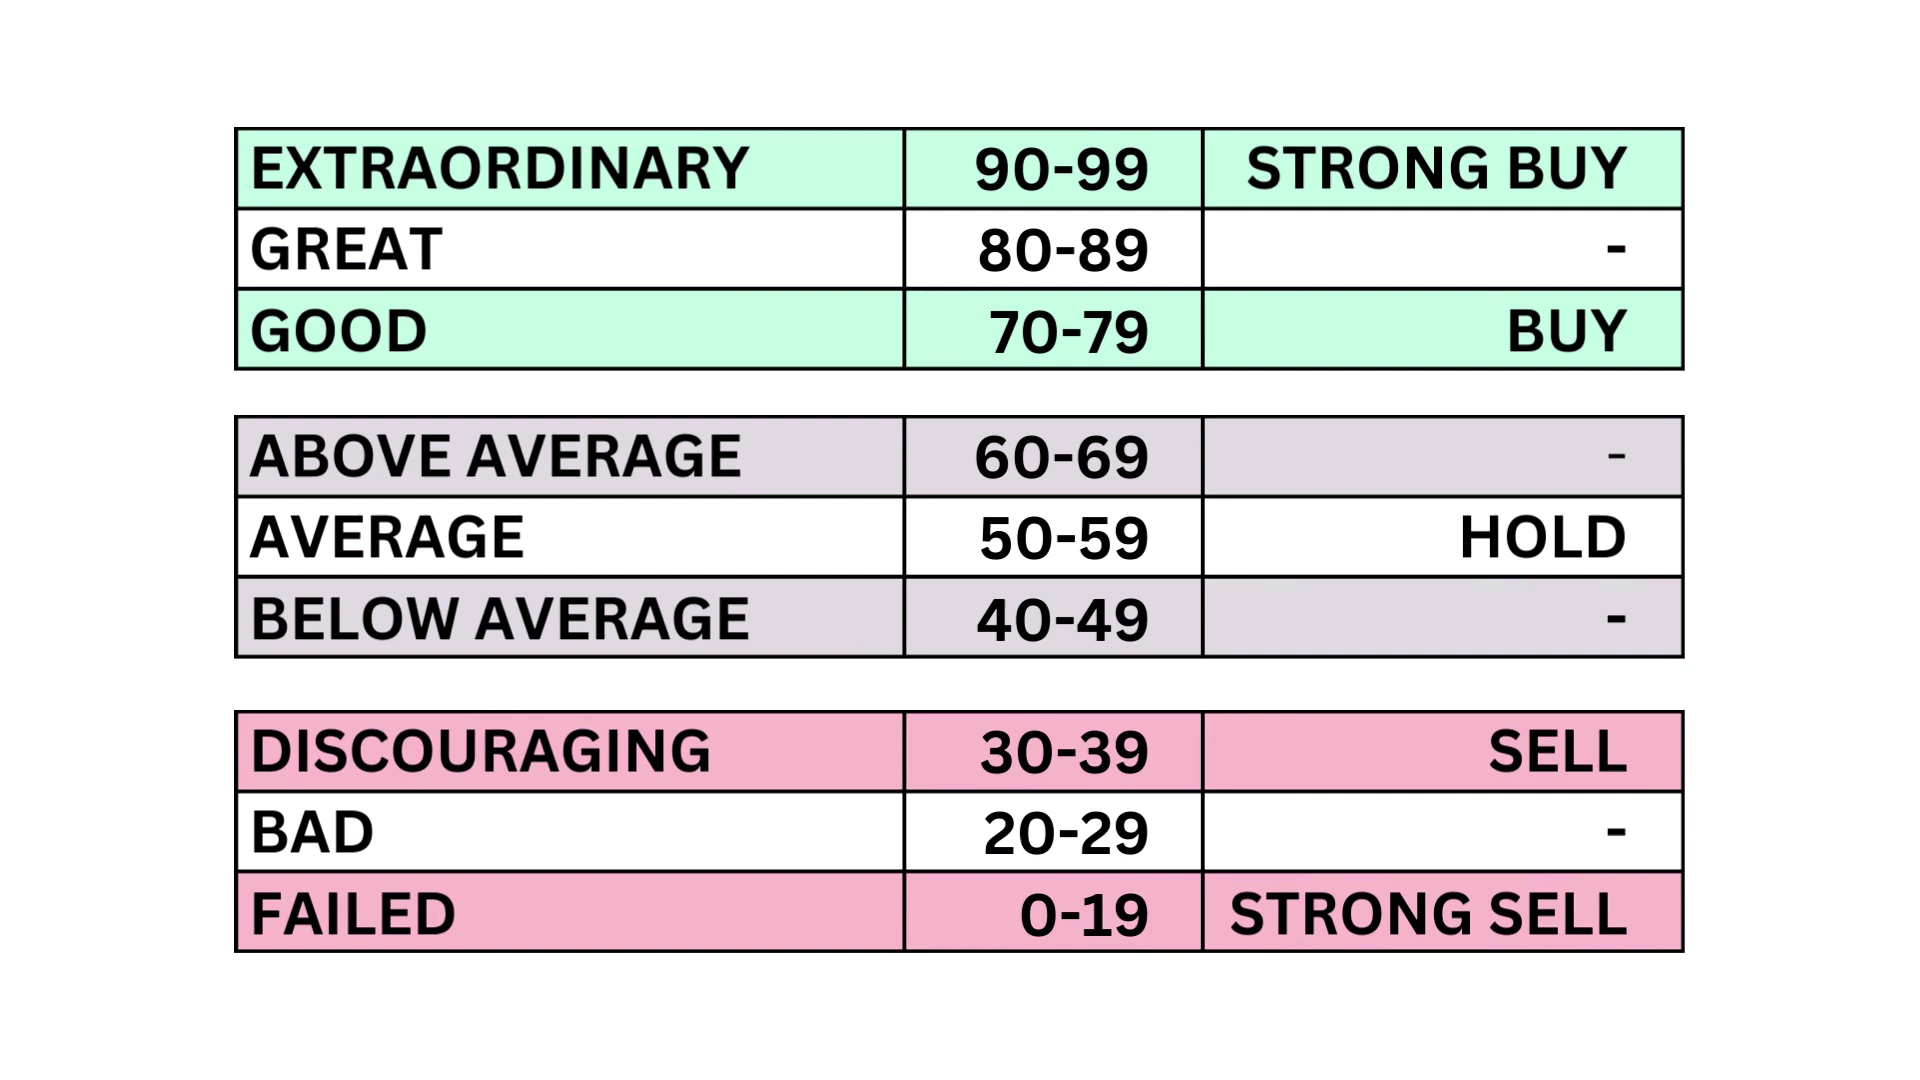 EXTRAORDINARY 90-99 STRONG BUY
GREAT 80-89 -
GOOD 70-79 BUY
ABOVE AVERAGE 60-69 -
AVERAGE 50-59 HOLD
BELOW AVERAGE 40-49 -
DISCOURAGING 30-39 SELL
BAD 20-29 -
FAILED 0-19 STRONG SELL